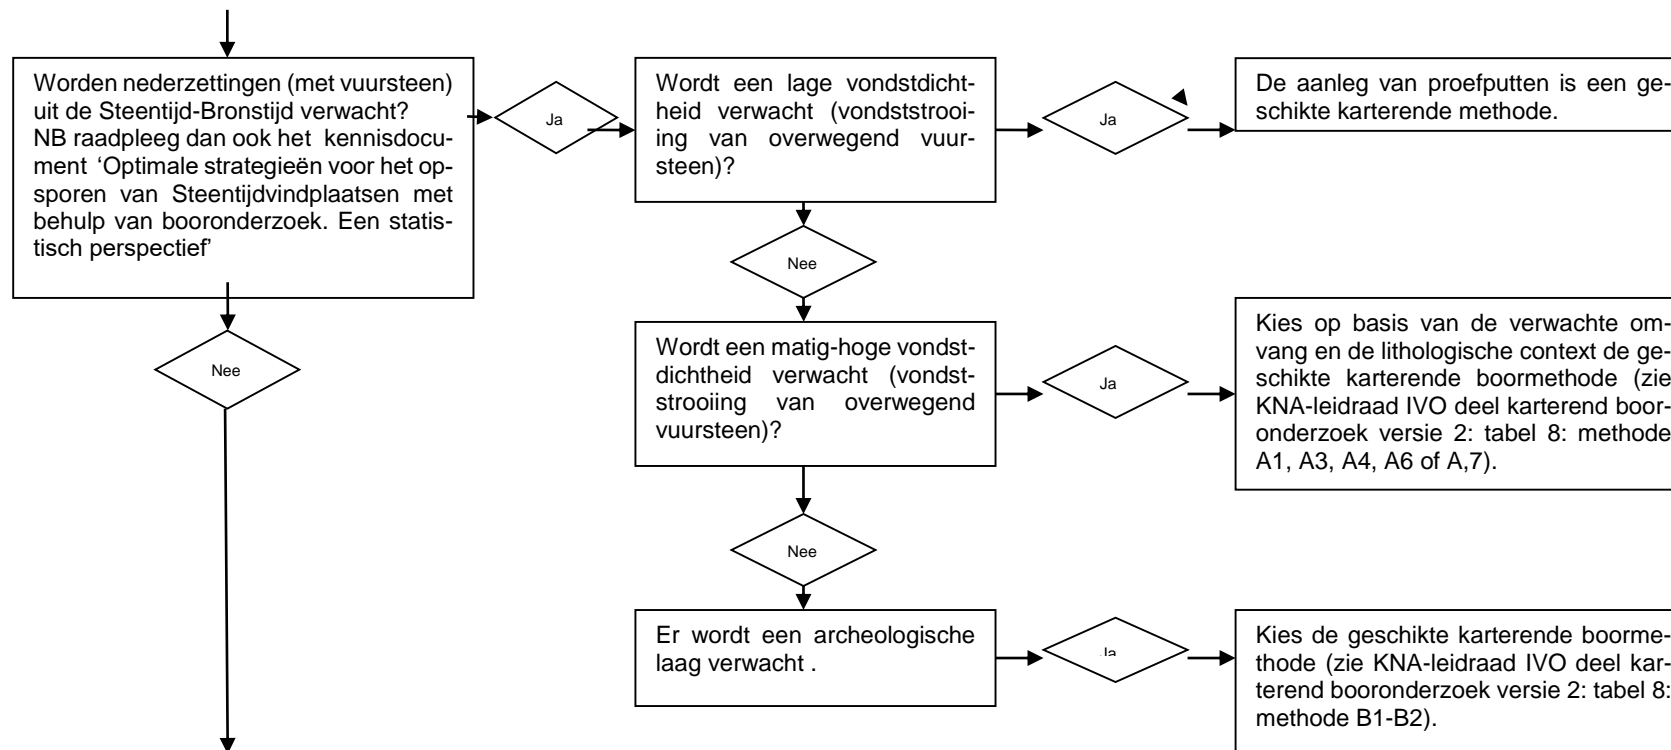 Worden nederzettingen (met vuursteen)
uit de Steentijd-Bronstijd verwacht?
NB raadpleeg dan ook het kennisdocu-
ment ‘Optimale strategieën voor het op-
sporen van Steentijdvindplaatsen met
behulp van booronderzoek. Een statis-
tisch perspectief’
Ja
Wordt een lage vondstdicht-
heid verwacht (vondststrooi-
ing van overwegend vuur-
steen)?
Ja
De aanleg van proefputten is een ge-
schikte karterende methode.
Nee
Nee
Wordt een matig-hoge vondst-
dichtheid verwacht (vondst-
strooiing van overwegend
vuursteen)?
Ja
Kies op basis van de verwachte om-
vang en de lithologische context de ge-
schikte karterende boormethode (zie
KNA-leidraad IVO deel karterend boor-
onderzoek versie 2: tabel 8: methode
A1, A3, A4, A6 of A,7).
Nee
Er wordt een archeologische
laag verwacht .
Ja
Kies de geschikte karterende boorme-
thode (zie KNA-leidraad IVO deel kar-
terend booronderzoek versie 2: tabel 8:
methode B1-B2).